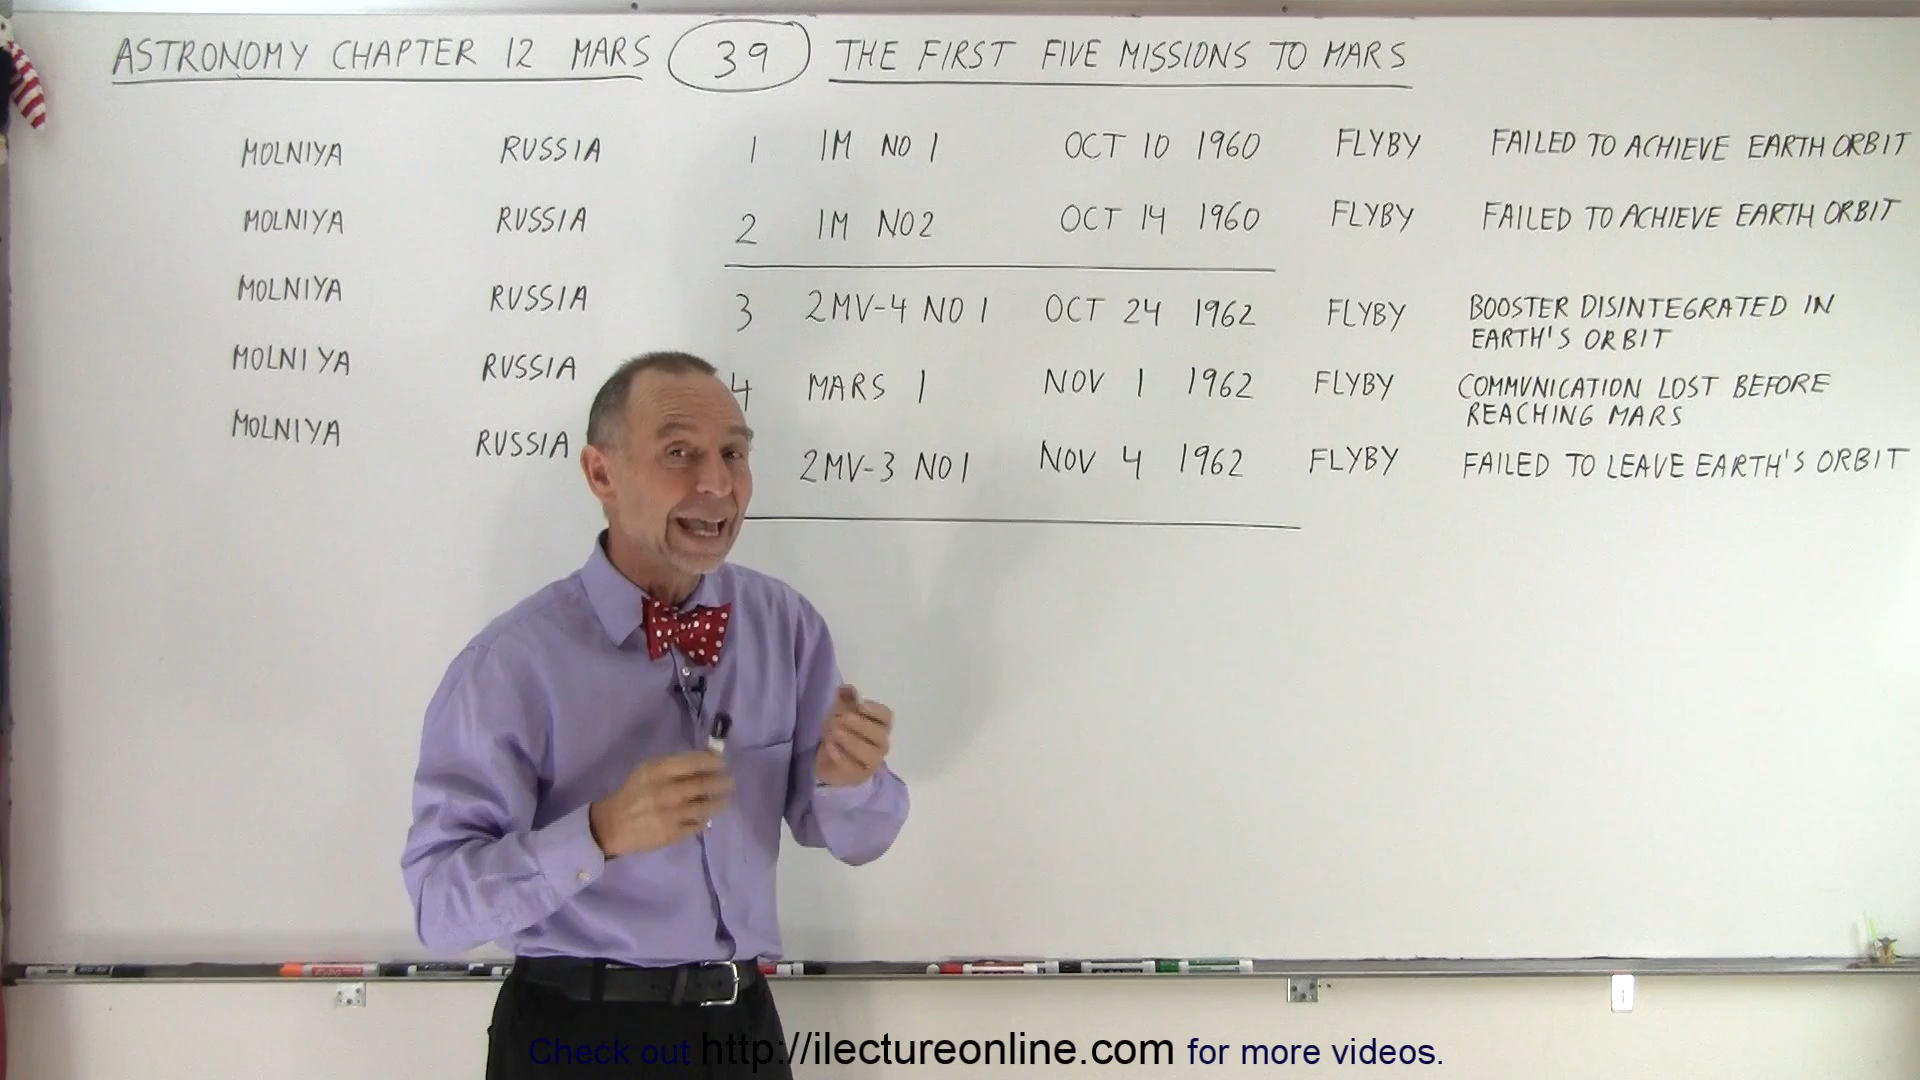 ASTRONOMY CHAPTER 12 MARS 39 THE FIRST FIVE MISSIONS TO MARS
MOLNIYA RUSSIA 1 1M NO 1 OCT 10 1960 FLYBY FAILED TO ACHIEVE EARTH ORBIT
MOLNIYA RUSSIA 2 1M NO2 OCT 14 1960 FLYBY FAILED TO ACHIEVE EARTH ORBIT
MOLNIYA RUSSIA 3 2MV-4 NO 1 OCT 24 1962 FLYBY BOOSTER DISINTEGRATED IN
EARTH'S ORBIT
MOLNIYA RUSSIA 4 MARS 1 NOV 1 1962 FLYBY COMMUNICATION LOST BEFORE
REACHING MARS
MOLNIYA RUSSIA 2MV-3 NO1 NOV 4 1962 FLYBY FAILED TO LEAVE EARTH'S ORBIT
Check out http://ilectureonline.com for more videos.